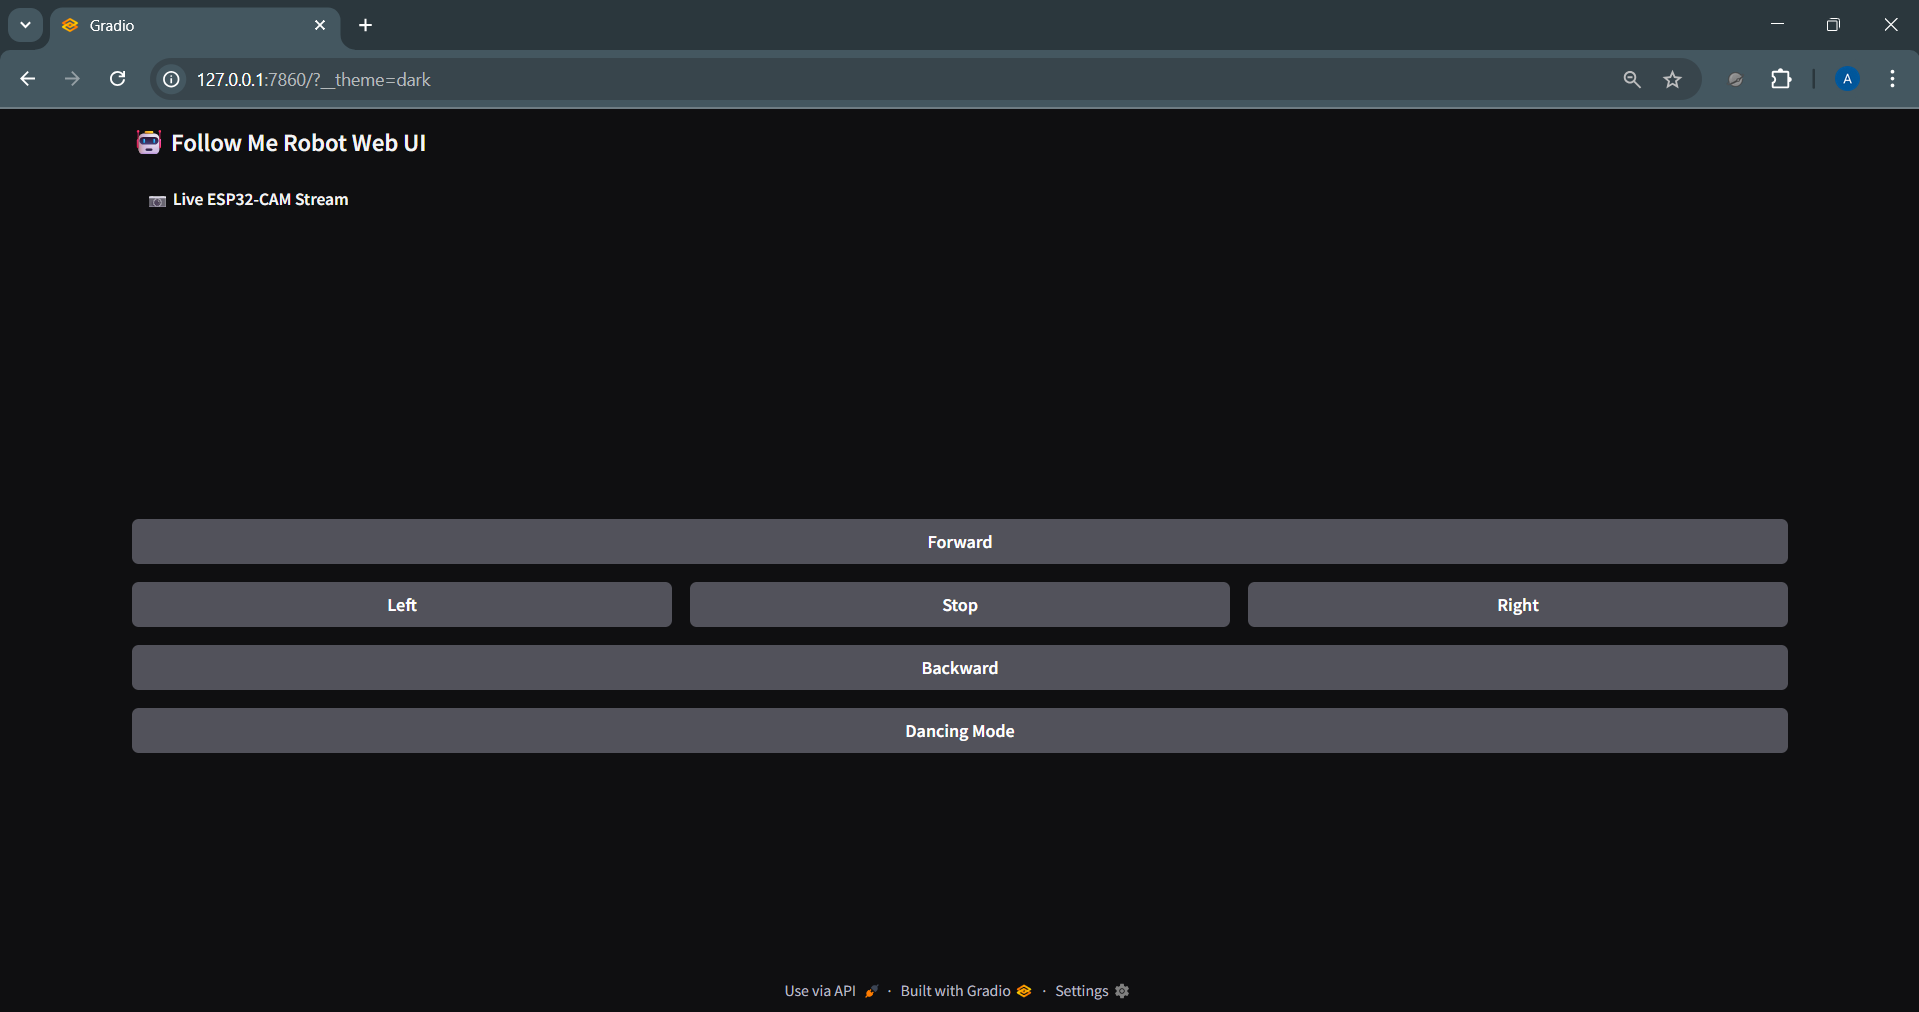 Gradio
127.0.0.1:7860/?__theme=dark
A
Follow Me Robot Web UI
Live ESP32-CAM Stream
Forward
Left Stop Right
Backward
Dancing Mode
Use via API · Built with Gradio · Settings